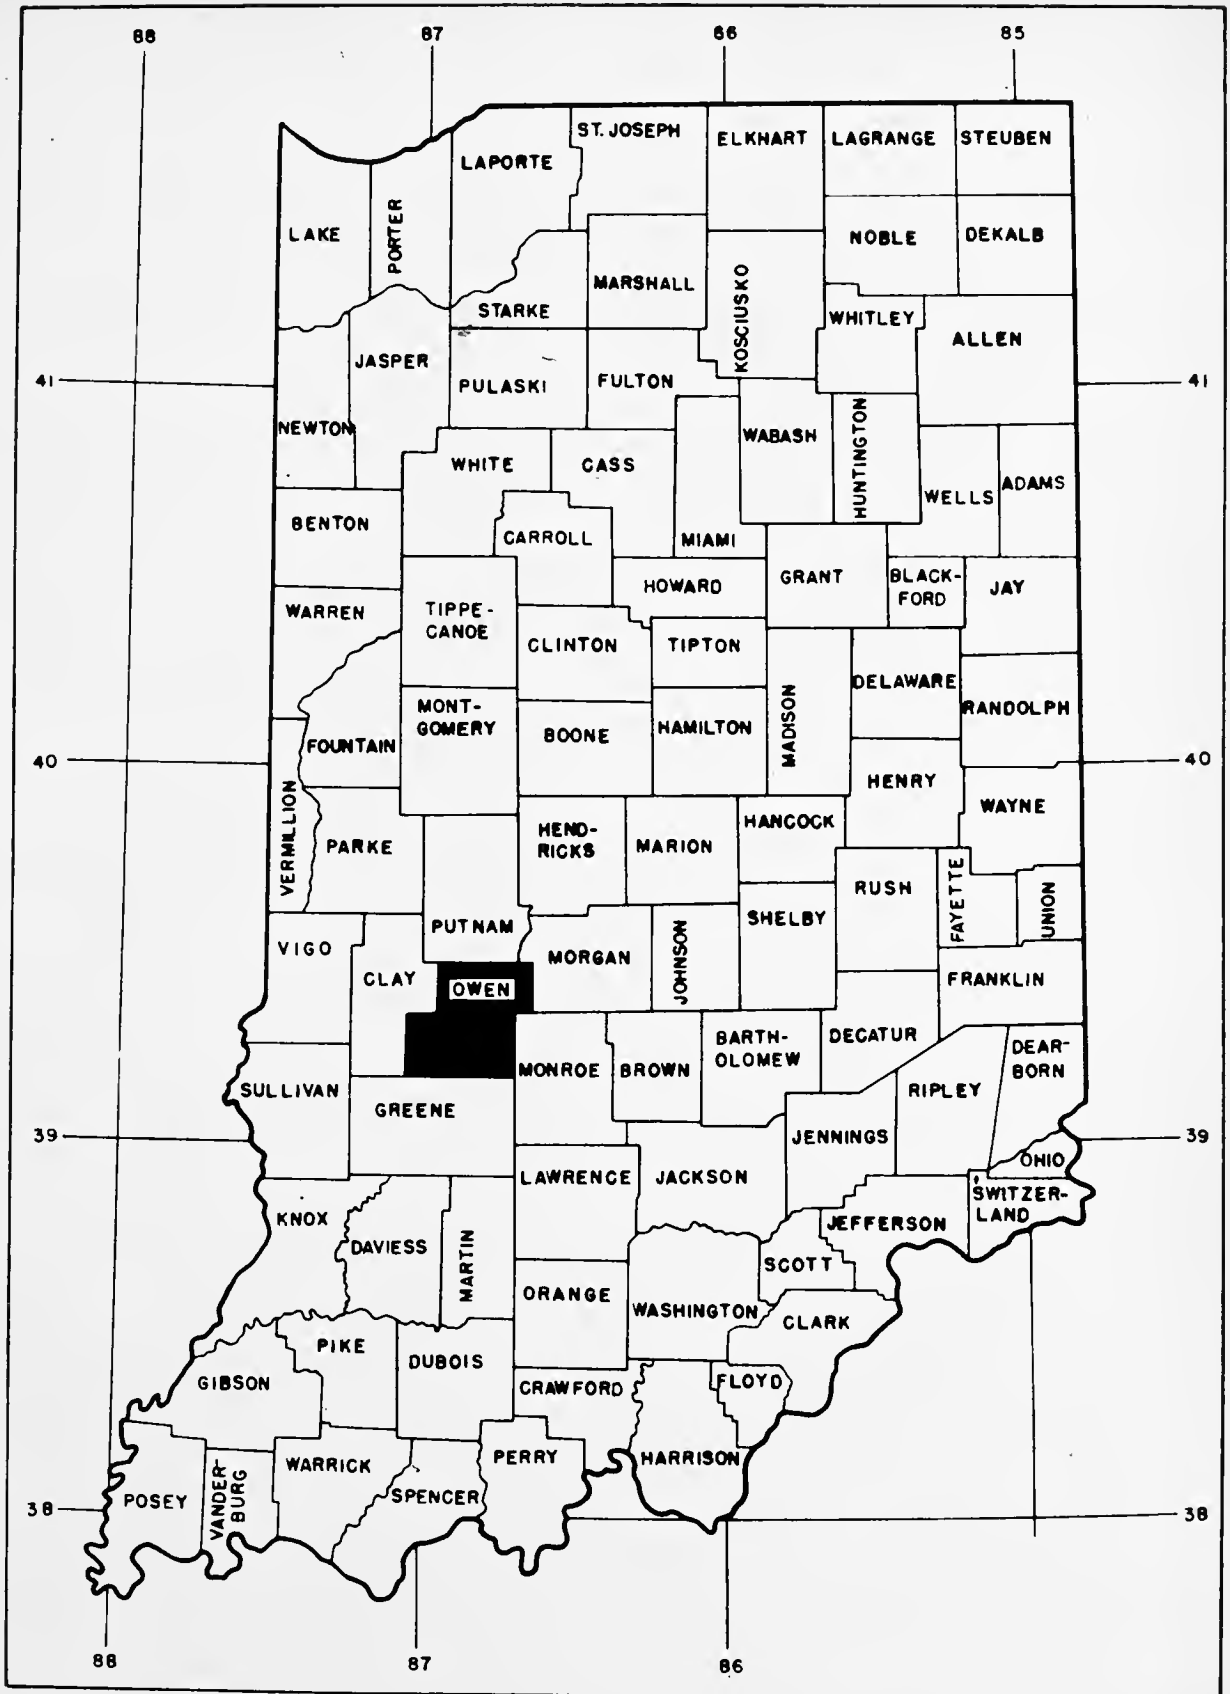 88 87 86 85
ST. JOSEPH
ELKHART
LAGRANGE
STEUBEN
LAPORTE
LAKE
PORTER
NOBLE
DEKALB
MARSHALL
STARKE
KOSCIUSKO
WHITLEY
ALLEN
JASPER
PULASKI
FULTON
41 41
NEWTON
WABASH
HUNTINGTON
WHITE
CASS
WELLS
ADAMS
BENTON
CARROLL
MIAMI
GRANT
BLACK-
FORD
JAY
HOWARD
WARREN
TIPPE-
CANOE
CLINTON
TIPTON
DELAWARE
RANDOLPH
MONT-
GOMERY
BOONE
HAMILTON
MADISON
FOUNTAIN
40 40
HENRY
WAYNE
VERMILLION
PARKE
HEND-
RICKS
MARION
HANCOCK
RUSH
FAYETTE
UNION
PUTNAM
SHELBY
VIGO
MORGAN
JOHNSON
CLAY
OWEN
FRANKLIN
MONROE
BROWN
BARTH-
OLOMEW
DECATUR
DEAR-
BORN
SULLIVAN
GREENE
RIPLEY
39 39
JENNINGS
OHIO
LAWRENCE
JACKSON
SWITZER-
LAND
KNOX
DAVIESS
MARTIN
JEFFERSON
SCOTT
ORANGE
WASHINGTON
CLARK
PIKE
DUBOIS
GIBSON
CRAWFORD
FLOYD
HARRISON
PERRY
WARRICK
SPENCER
POSEY
VANDER-
BURG
38 38
88 87 86